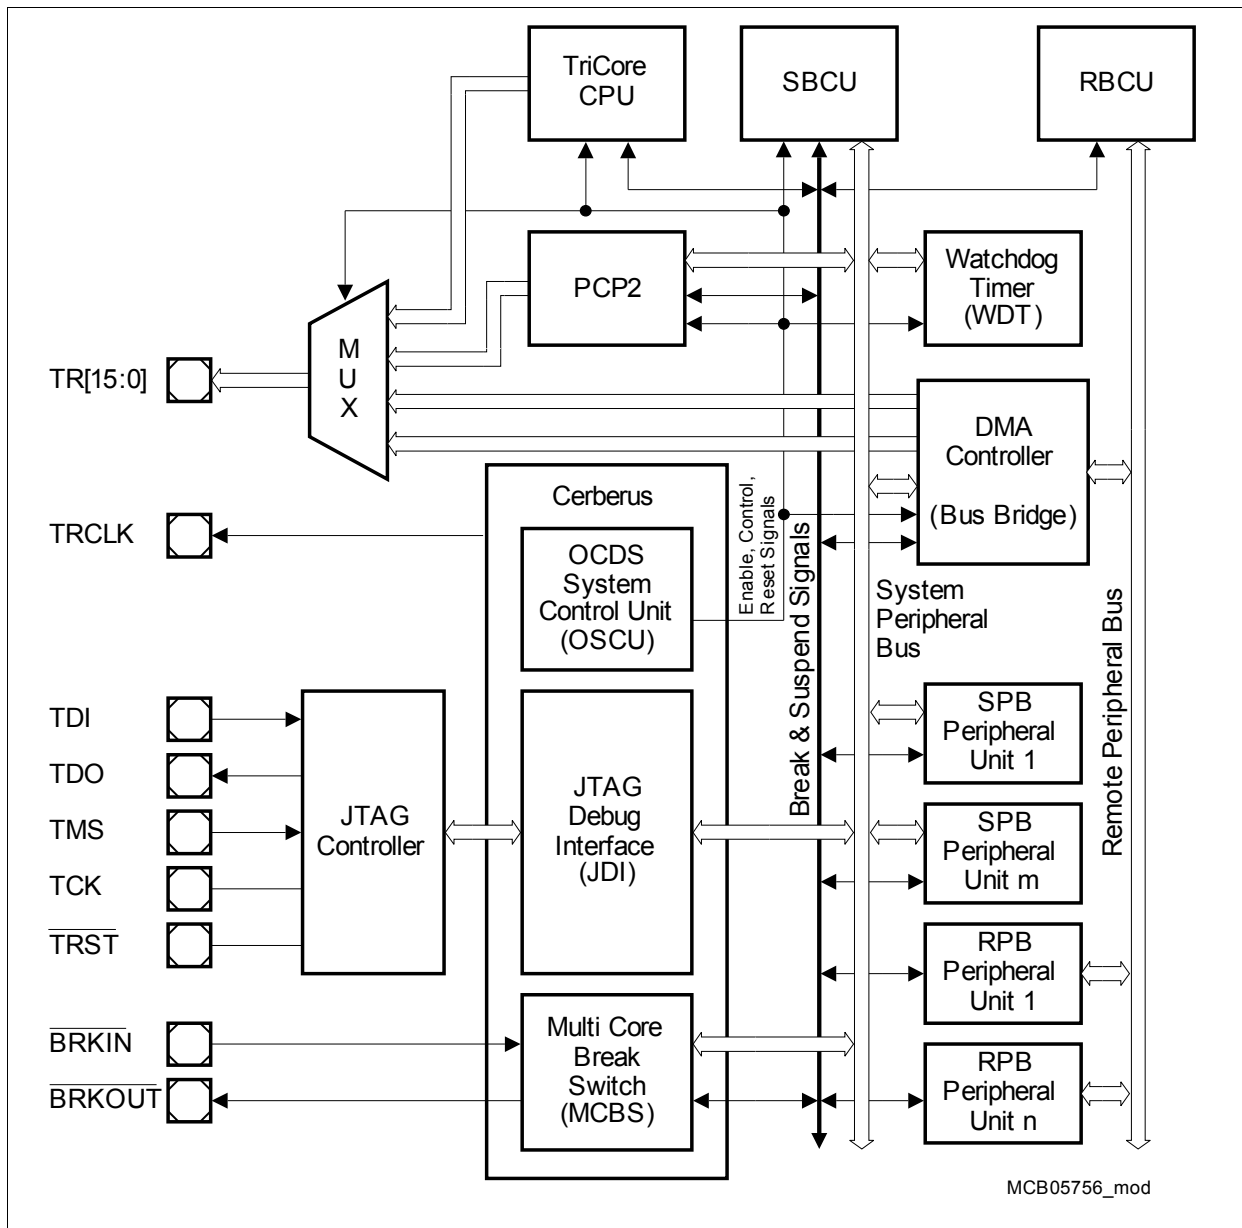 TriCore
CPU
SBCU
RBCU
PCP2
Watchdog
Timer
(WDT)
M
U
X
TR[15:0]
DMA
Controller
(Bus Bridge)
Cerberus
TRCLK
OCDS
System
Control Unit
(OSCU)
Enable, Control,
Reset Signals
Break & Suspend Signals
System
Peripheral
Bus
Remote Peripheral Bus
TDI
TDO
TMS
TCK
TRST
JTAG
Controller
JTAG
Debug
Interface
(JDI)
SPB
Peripheral
Unit 1
SPB
Peripheral
Unit m
RPB
Peripheral
Unit 1
BRKIN
BRKOUT
Multi Core
Break
Switch
(MCBS)
RPB
Peripheral
Unit n
MCB05756_mod